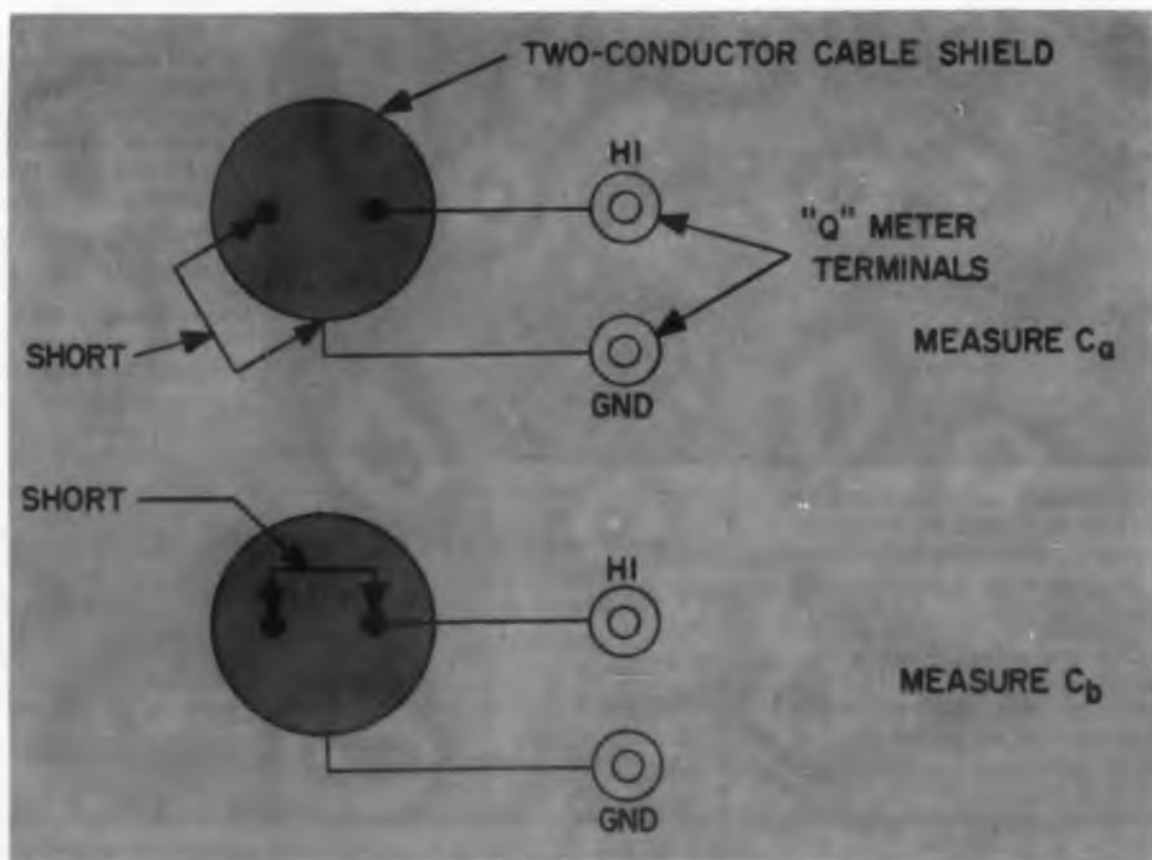 TWO-CONDUCTOR CABLE SHIELD
HI
"Q" METER
TERMINALS
SHORT
MEASURE Ca
GND
SHORT
HI
MEASURE Cb
GND